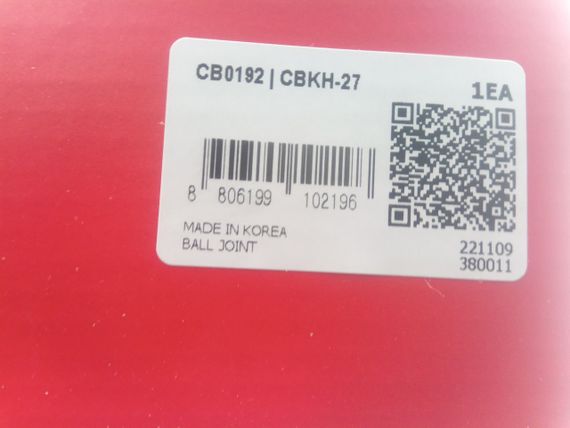 CB0192 | CBKH-27
1EA
8 806199 102196
MADE IN KOREA
BALL JOINT
221109
380011